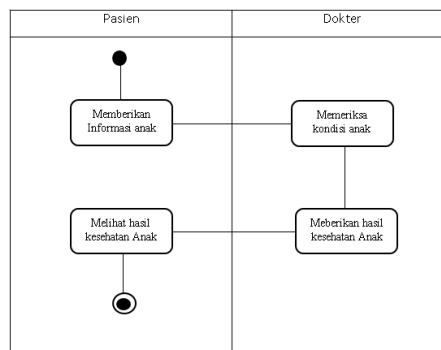 Pasien
Dokter
Memberikan
Informasi anak
Memeriksa
kondisi anak
Melihat hasil
kesehatan Anak
Meberikan hasil
kesehatan Anak